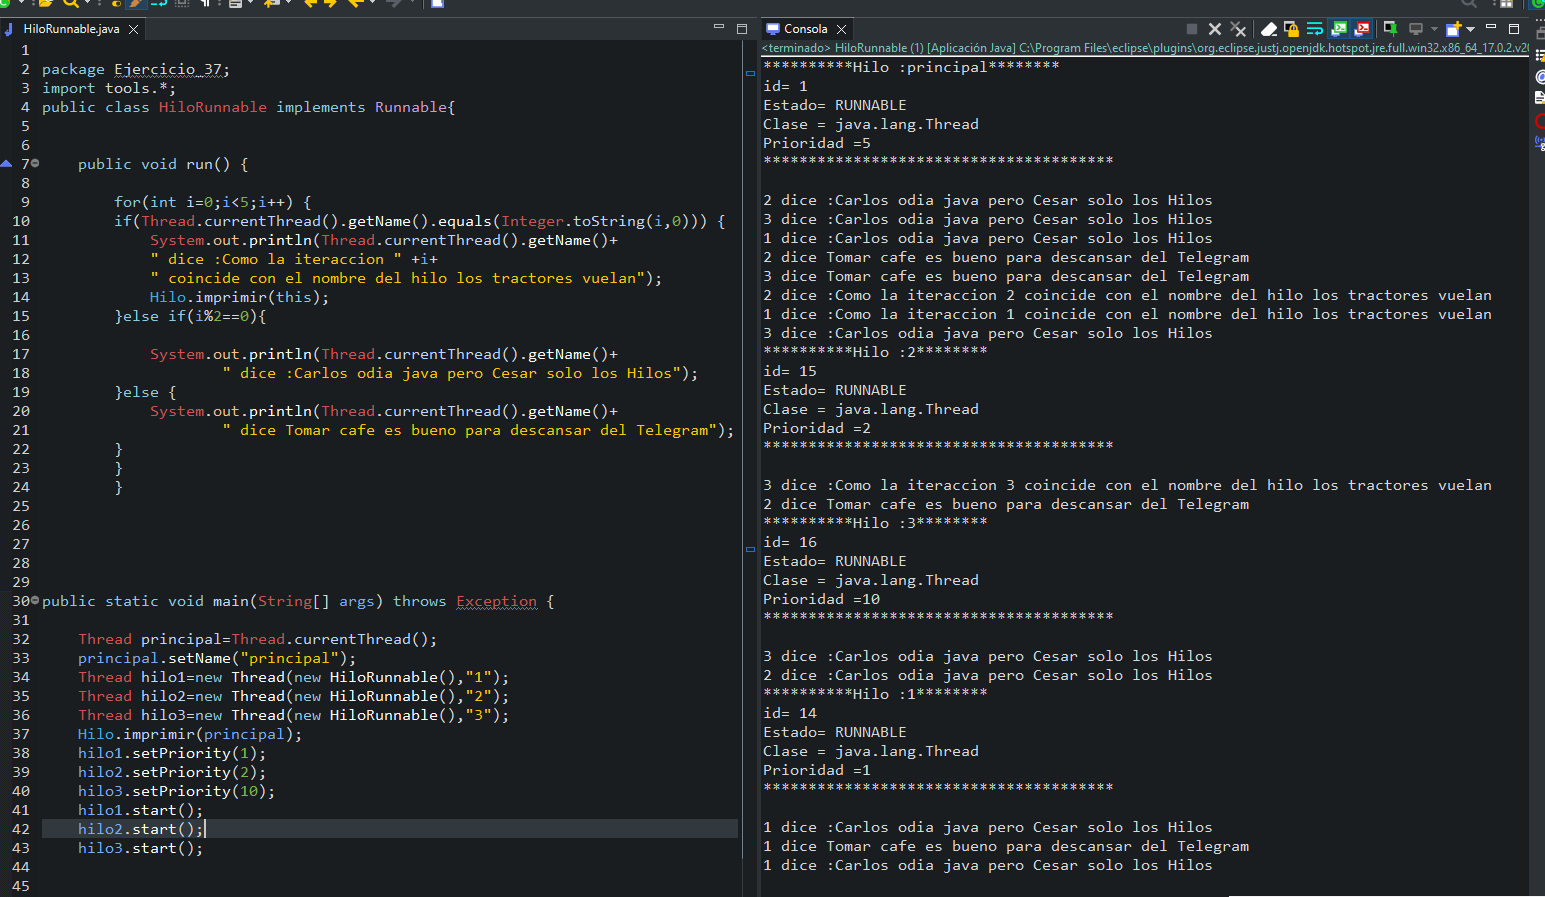 HiloRunnable.java
1
2 package Ejercicio_37;
3 import tools.*;
4 public class HiloRunnable implements Runnable{
5
6
7 public void run() {
8
9 for(int i=0;i<5;i++) {
10 if(Thread.currentThread().getName().equals(Integer.toString(i,0))) {
11 System.out.println(Thread.currentThread().getName()+
12 " dice :Como la iteraccion " +i+
13 " coincide con el nombre del hilo los tractores vuelan");
14 Hilo.imprimir(this);
15 }else if(i%2==0){
16
17 System.out.println(Thread.currentThread().getName()+
18 " dice :Carlos odia java pero Cesar solo los Hilos");
19 }else {
20 System.out.println(Thread.currentThread().getName()+
21 " dice Tomar cafe es bueno para descansar del Telegram");
22 }
23 }
24 }
25
26
27
28
29
30 public static void main(String[] args) throws Exception {
31
32 Thread principal=Thread.currentThread();
33 principal.setName("principal");
34 Thread hilo1=new Thread(new HiloRunnable(),"1");
35 Thread hilo2=new Thread(new HiloRunnable(),"2");
36 Thread hilo3=new Thread(new HiloRunnable(),"3");
37 Hilo.imprimir(principal);
38 hilo1.setPriority(1);
39 hilo2.setPriority(2);
40 hilo3.setPriority(10);
41 hilo1.start();
42 hilo2.start();
43 hilo3.start();
44
45
Consola
<terminado> HiloRunnable (1) [Aplicación Java] C:\Program Files\eclipse\plugins\org.eclipse.justj.openjdk.hotspot.jre.full.win32.x86_64_17.0.2.v20
**********Hilo :principal********
id= 1
Estado= RUNNABLE
Clase = java.lang.Thread
Prioridad =5
***************************************
2 dice :Carlos odia java pero Cesar solo los Hilos
3 dice :Carlos odia java pero Cesar solo los Hilos
1 dice :Carlos odia java pero Cesar solo los Hilos
2 dice Tomar cafe es bueno para descansar del Telegram
3 dice Tomar cafe es bueno para descansar del Telegram
2 dice :Como la iteraccion 2 coincide con el nombre del hilo los tractores vuelan
1 dice :Como la iteraccion 1 coincide con el nombre del hilo los tractores vuelan
3 dice :Carlos odia java pero Cesar solo los Hilos
**********Hilo :2********
id= 15
Estado= RUNNABLE
Clase = java.lang.Thread
Prioridad =2
***************************************
3 dice :Como la iteraccion 3 coincide con el nombre del hilo los tractores vuelan
2 dice Tomar cafe es bueno para descansar del Telegram
**********Hilo :3********
id= 16
Estado= RUNNABLE
Clase = java.lang.Thread
Prioridad =10
***************************************
3 dice :Carlos odia java pero Cesar solo los Hilos
2 dice :Carlos odia java pero Cesar solo los Hilos
**********Hilo :1********
id= 14
Estado= RUNNABLE
Clase = java.lang.Thread
Prioridad =1
***************************************
1 dice :Carlos odia java pero Cesar solo los Hilos
1 dice Tomar cafe es bueno para descansar del Telegram
1 dice :Carlos odia java pero Cesar solo los Hilos